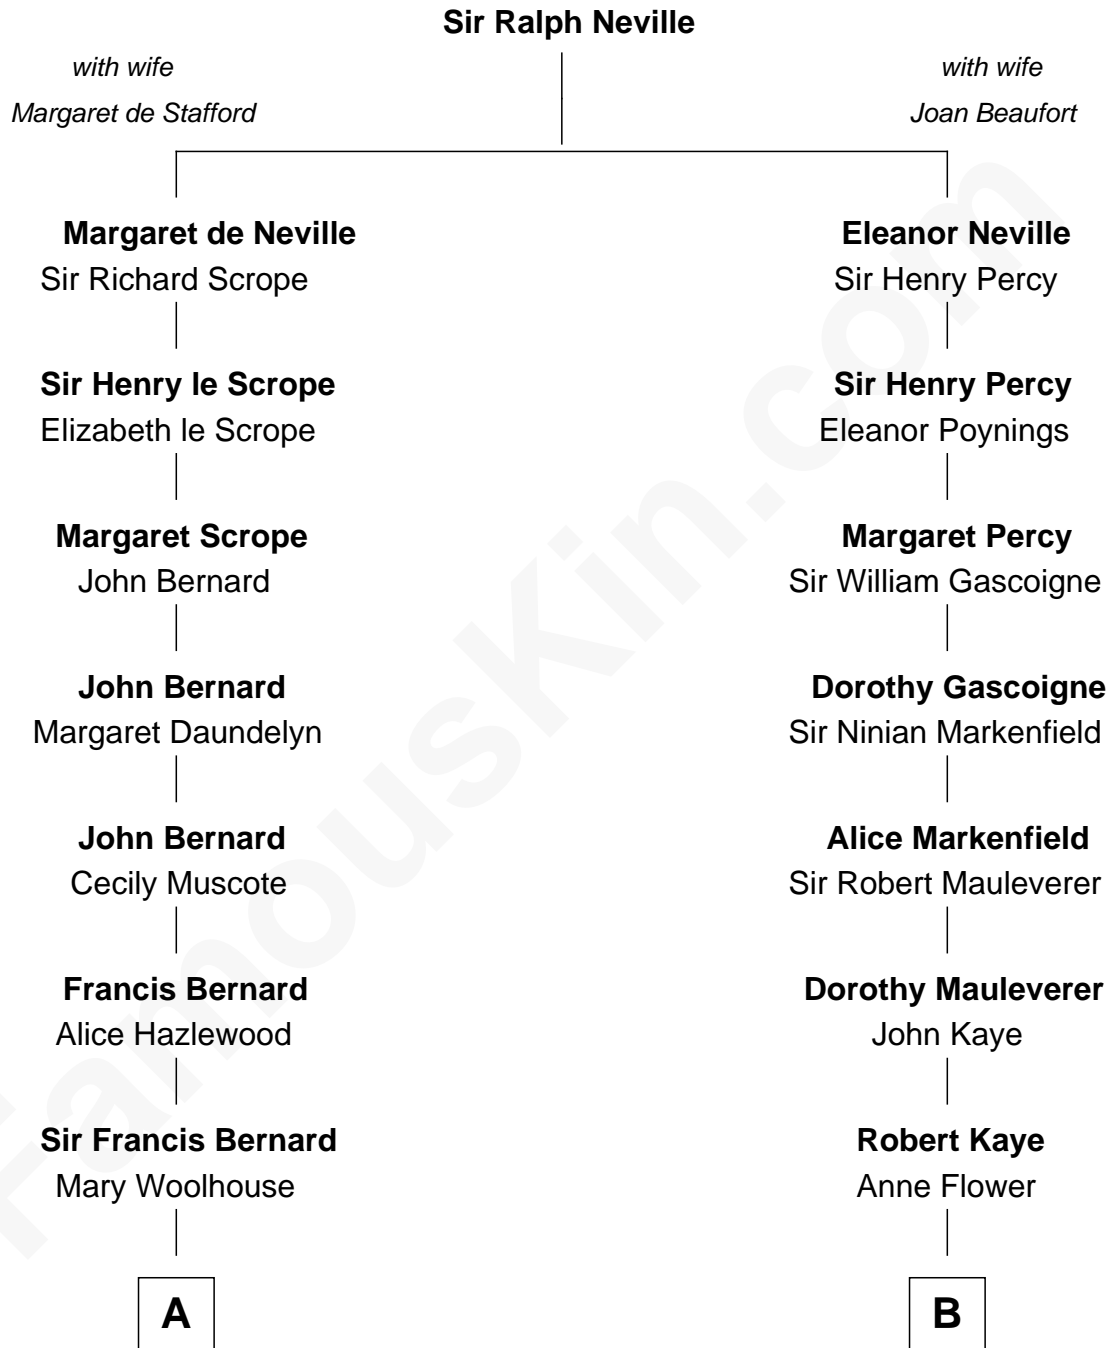 Sir Ralph Neville
with wife
Margaret de Stafford
with wife
Joan Beaufort
Margaret de Neville
Sir Richard Scrope
Eleanor Neville
Sir Henry Percy
Sir Henry le Scrope
Elizabeth le Scrope
Sir Henry Percy
Eleanor Poynings
Margaret Scrope
John Bernard
Margaret Percy
Sir William Gascoigne
John Bernard
Margaret Daundelyn
Dorothy Gascoigne
Sir Ninian Markenfield
John Bernard
Cecily Muscote
Alice Markenfield
Sir Robert Mauleverer
Francis Bernard
Alice Hazlewood
Dorothy Mauleverer
John Kaye
Sir Francis Bernard
Mary Woolhouse
Robert Kaye
Anne Flower
A
B
FamousKin.com